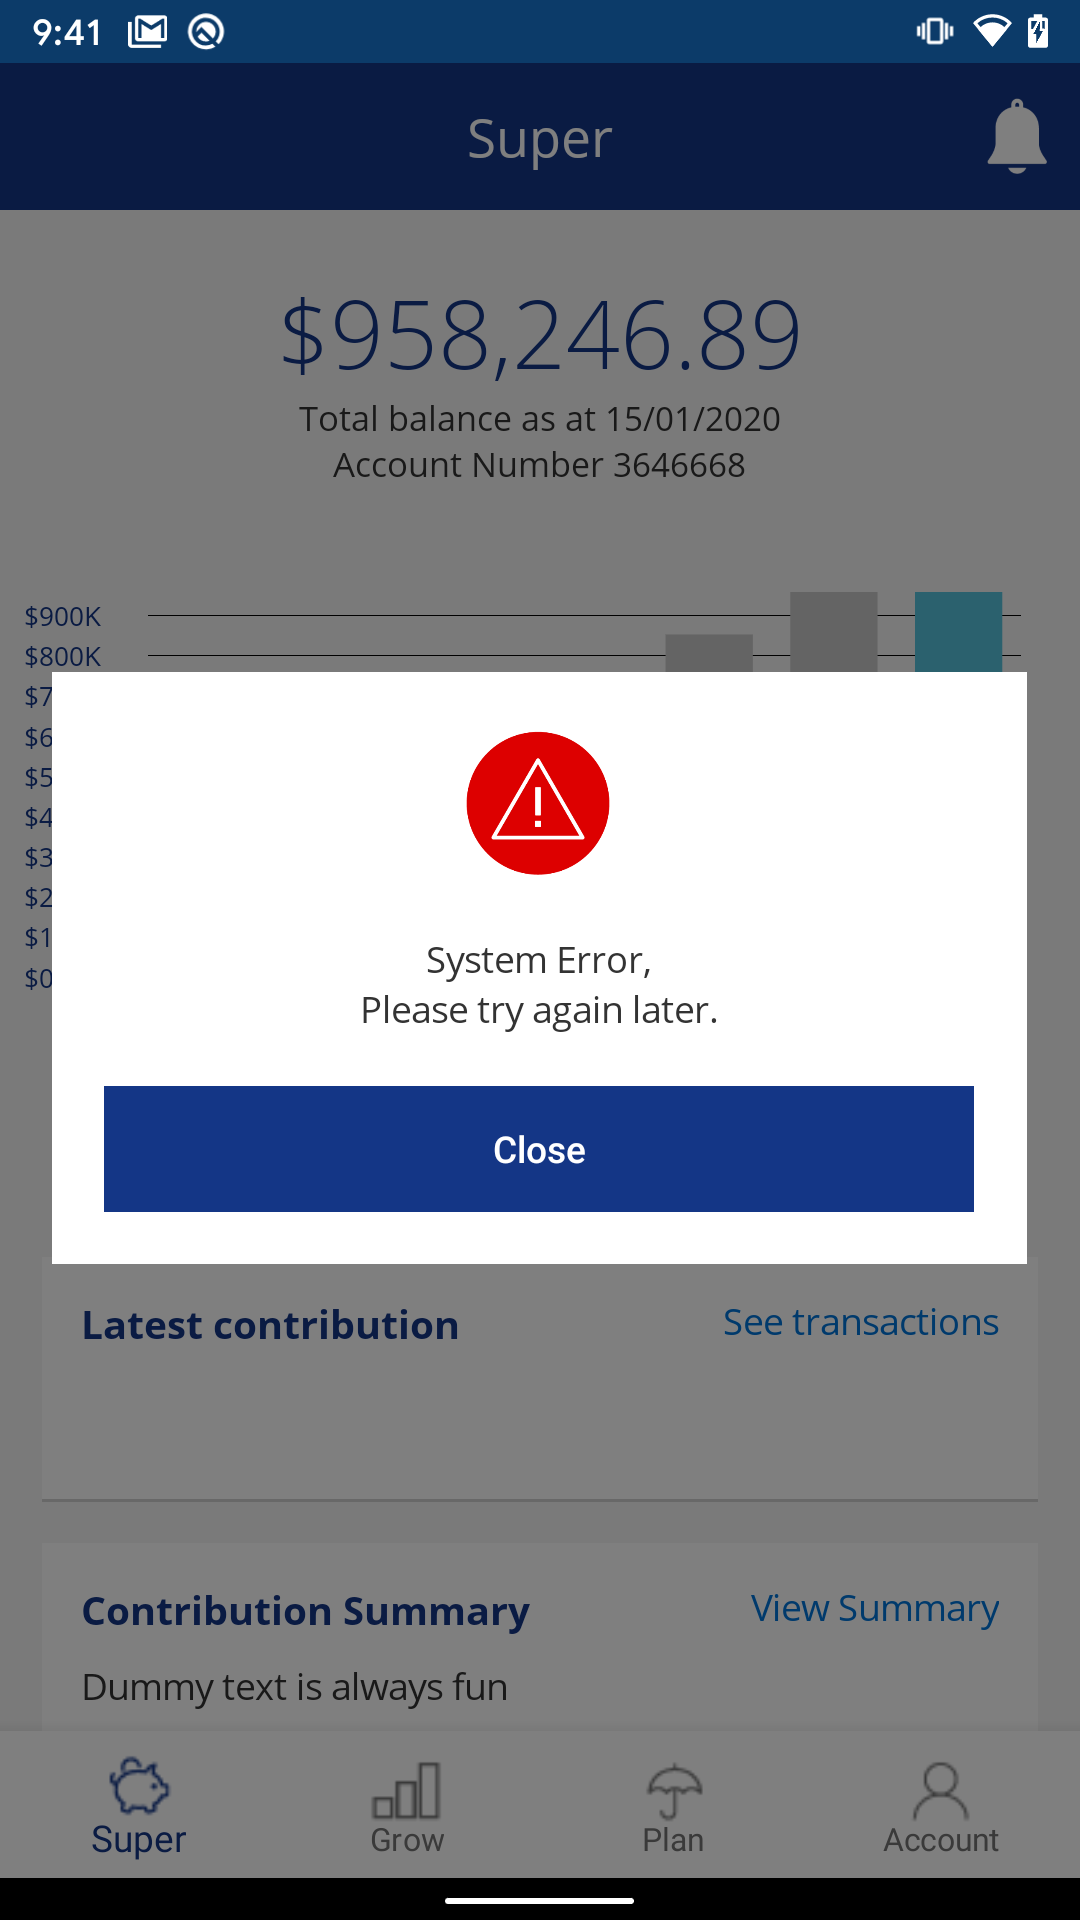 9:41
Super
$958,246.89
Total balance as at 15/01/2020
Account Number 3646668
$900K
$800K
$7
$6
$5
$4
$3
$2
$1
$0
!
System Error,
Please try again later.
Close
Latest contribution
See transactions
Contribution Summary
View Summary
Dummy text is always fun
Super
Grow
Plan
Account